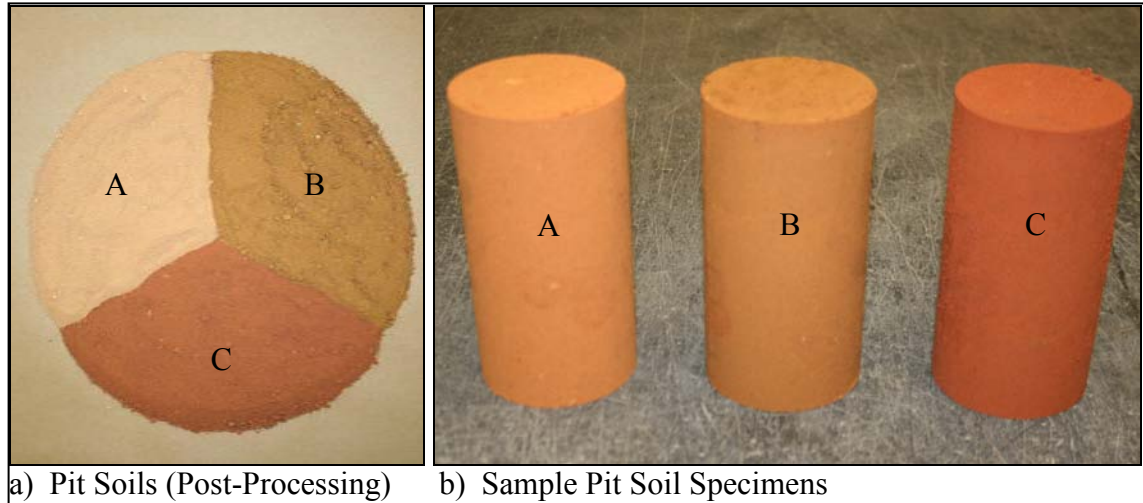 A
B
C
A
B
C
a) Pit Soils (Post-Processing)
b) Sample Pit Soil Specimens